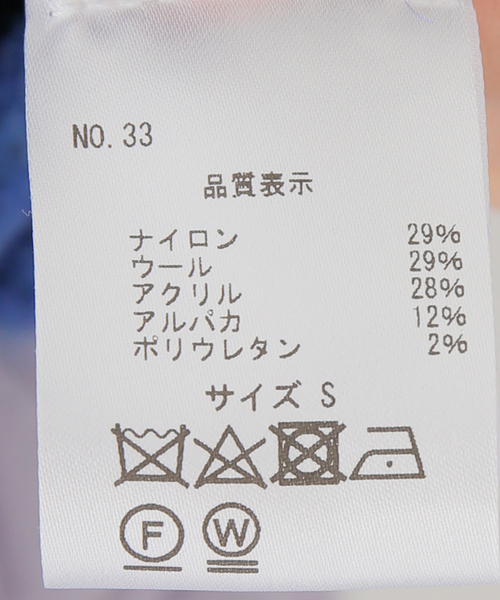 NO. 33
品質表示
ナイロン 29%
ウール 29%
アクリル 28%
アルパカ 12%
ポリウレタン 2%
サイズ S
F W